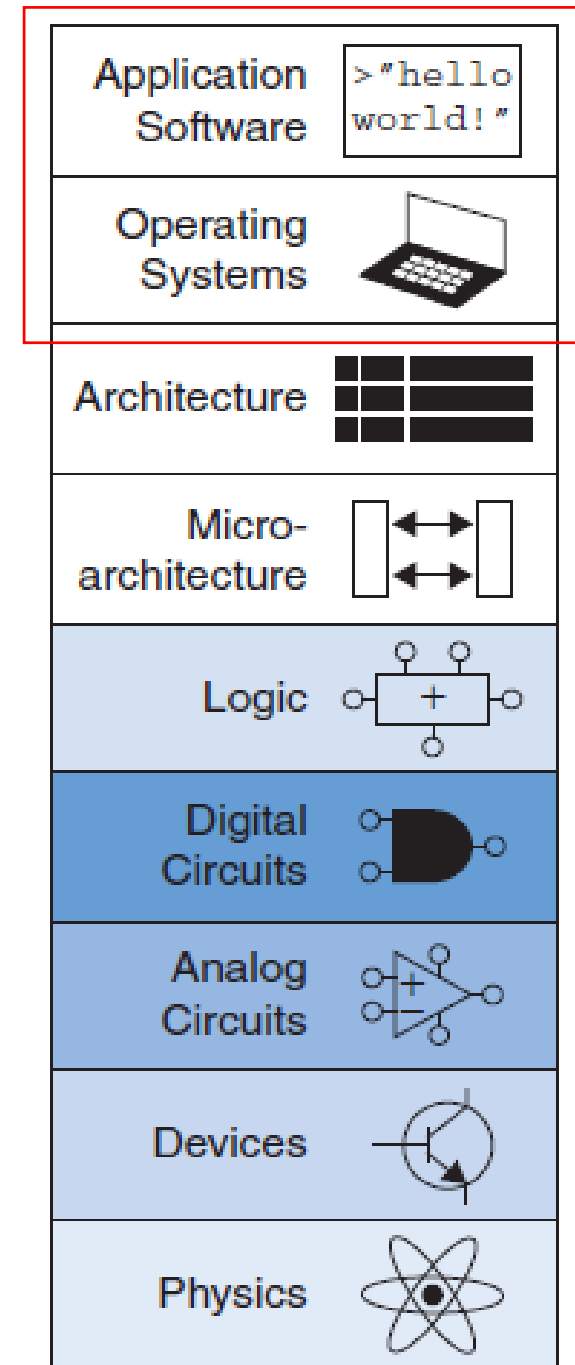 Application
Software
>"hello
world!"
Operating
Systems
Architecture
Micro-
architecture
Logic
+
Digital
Circuits
Analog
Circuits
+
−
Devices
Physics